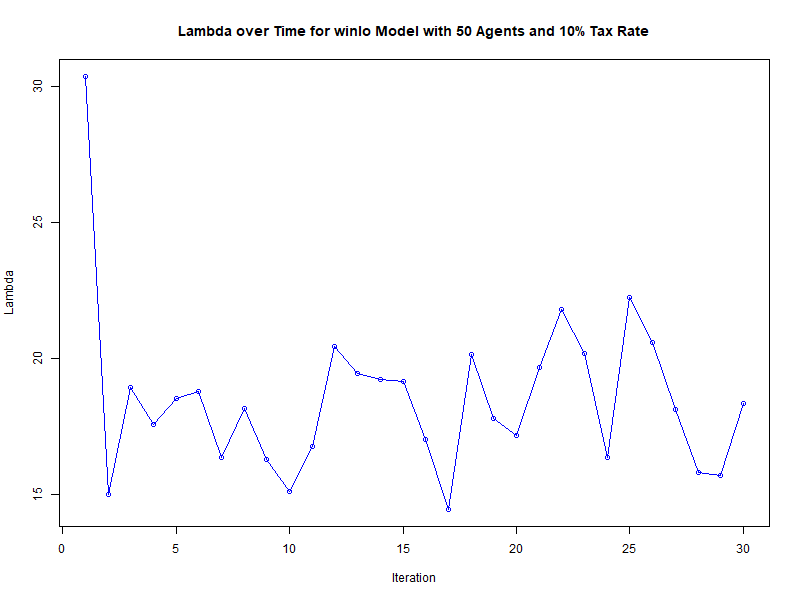 Lambda over Time for winlo Model with 50 Agents and 10% Tax Rate
30
25
20
15
Lambda
0 5 10 15 20 25 30
Iteration